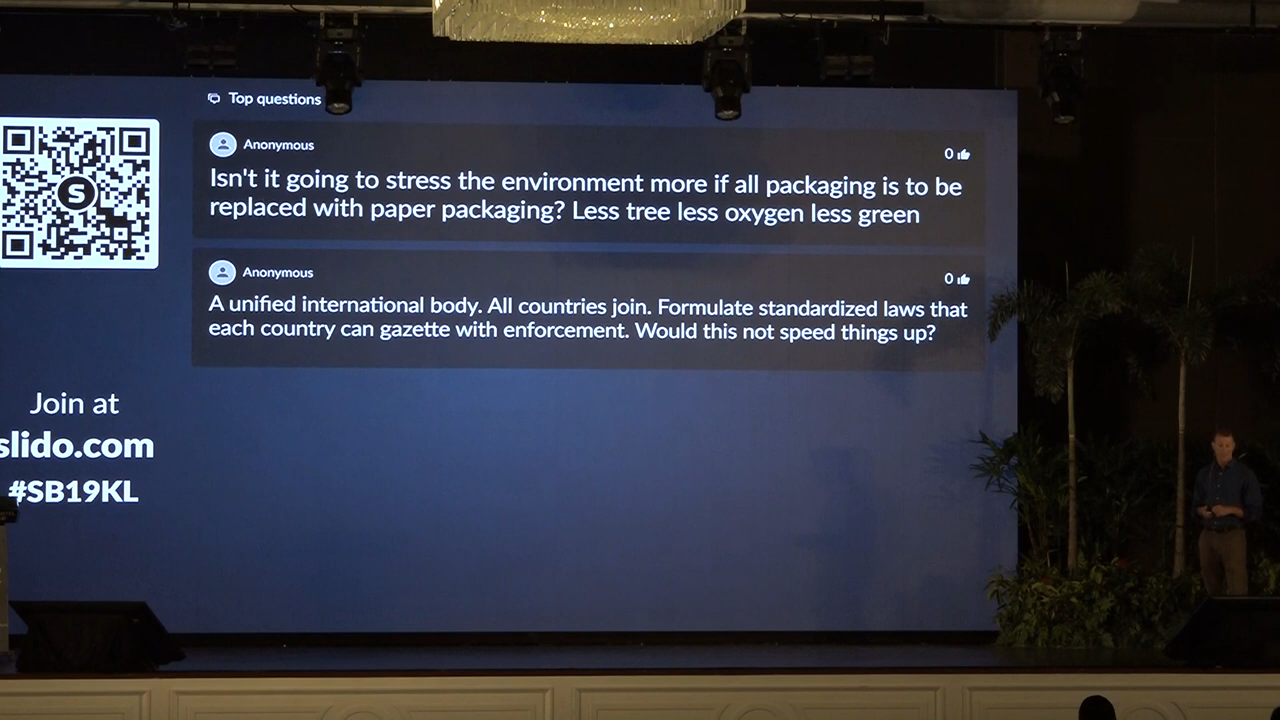 Top questions
Anonymous
0
Isn't it going to stress the environment more if all packaging is to be
replaced with paper packaging? Less tree less oxygen less green
Anonymous
0
A unified international body. All countries join. Formulate standardized laws that
each country can gazette with enforcement. Would this not speed things up?
S
Join at
slido.com
#SB19KL